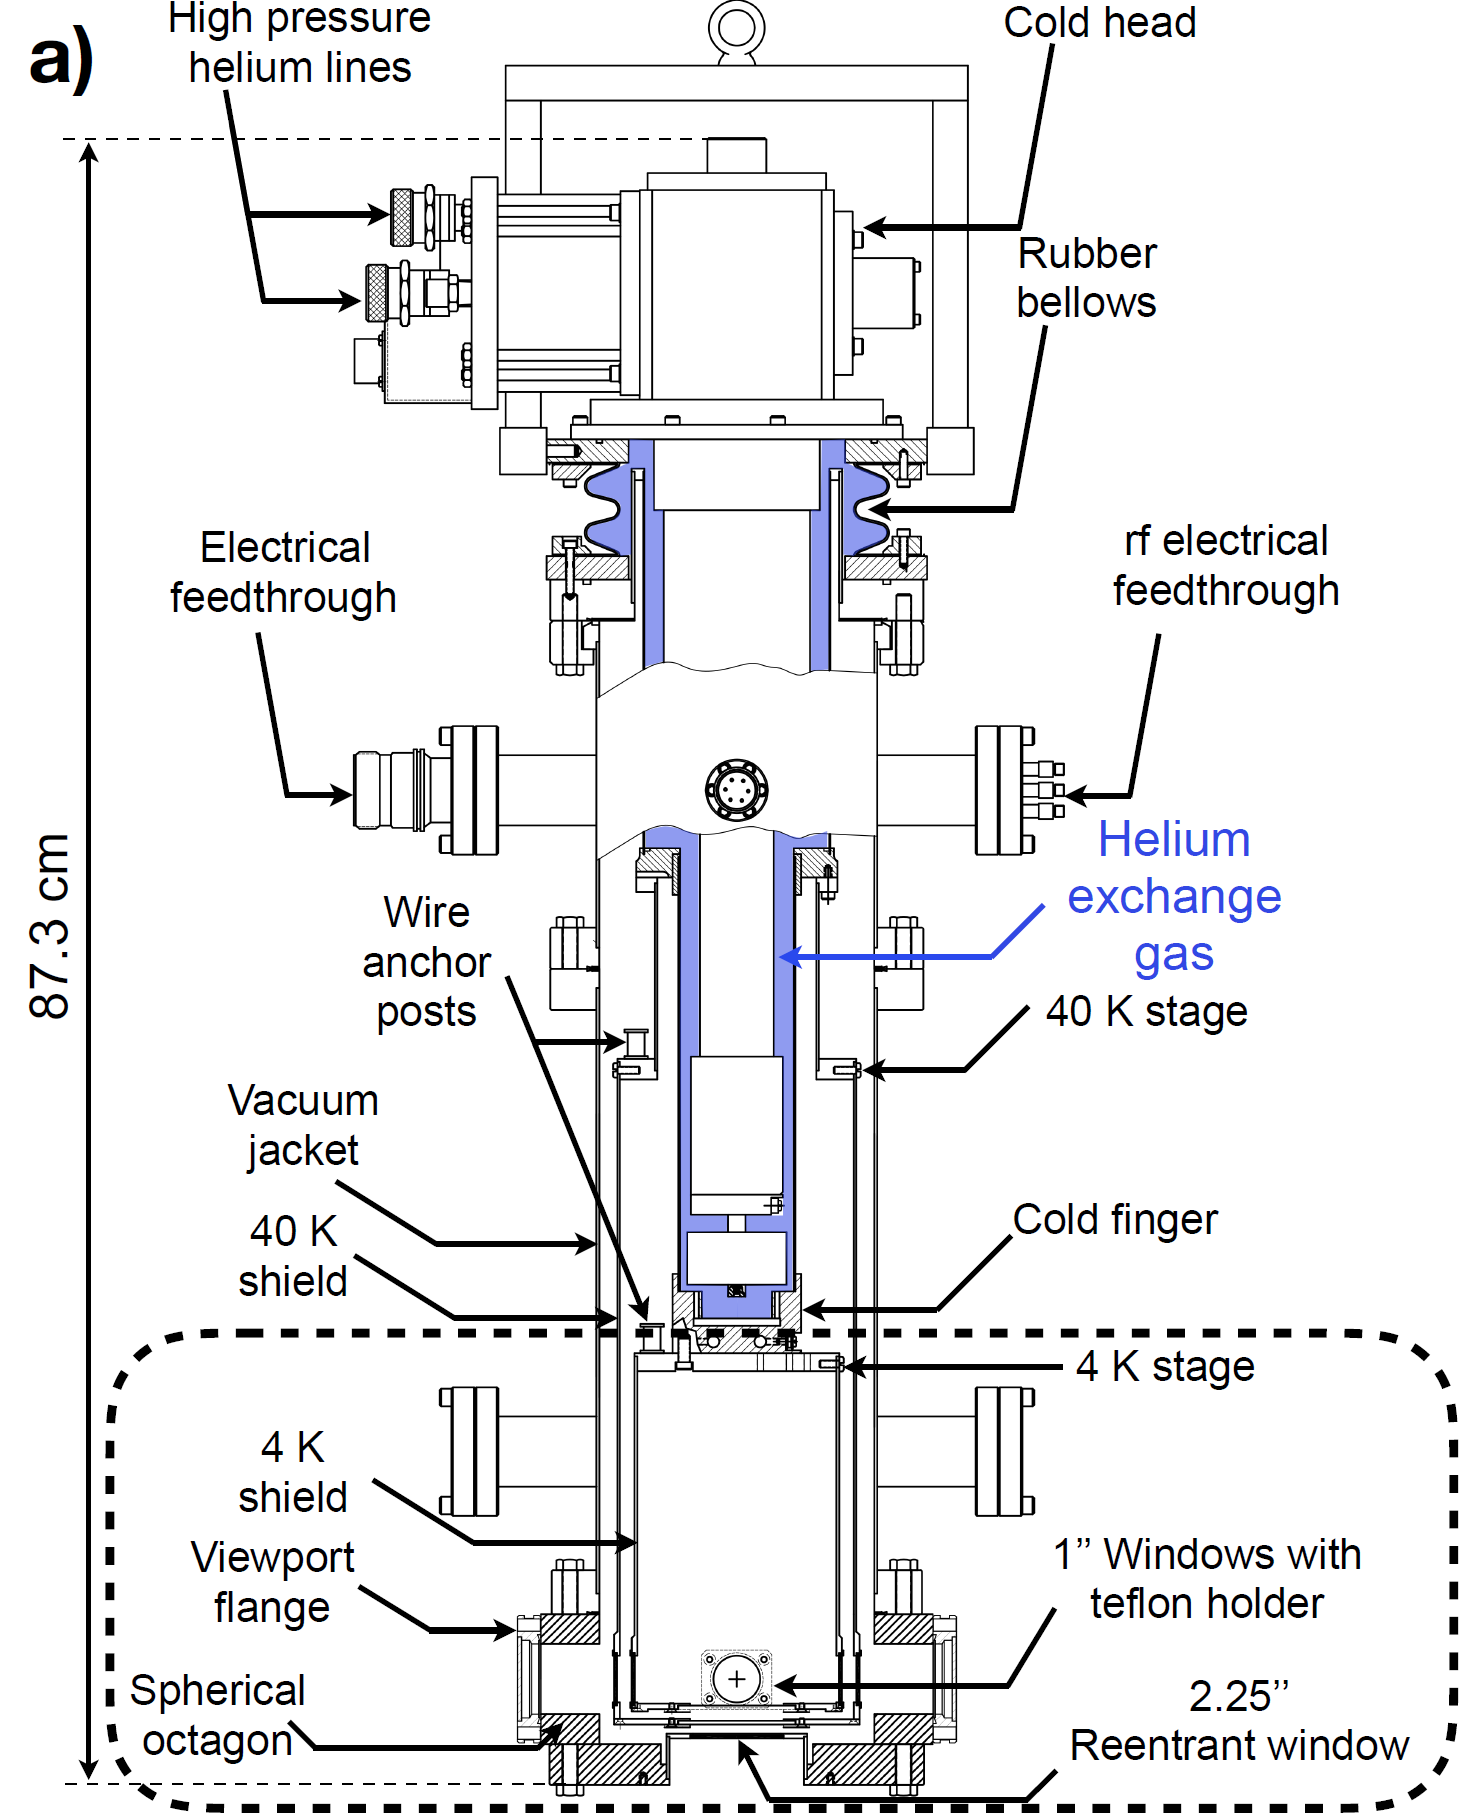 a)
High pressure
helium lines
Cold head
Rubber
bellows
Electrical
feedthrough
rf electrical
feedthrough
87.3 cm
Helium
exchange
gas
Wire
anchor
posts
40 K stage
Vacuum
jacket
40 K
shield
Cold finger
4 K stage
4 K
shield
Viewport
flange
1’’ Windows with
teflon holder
Spherical
octagon
2.25’’
Reentrant window